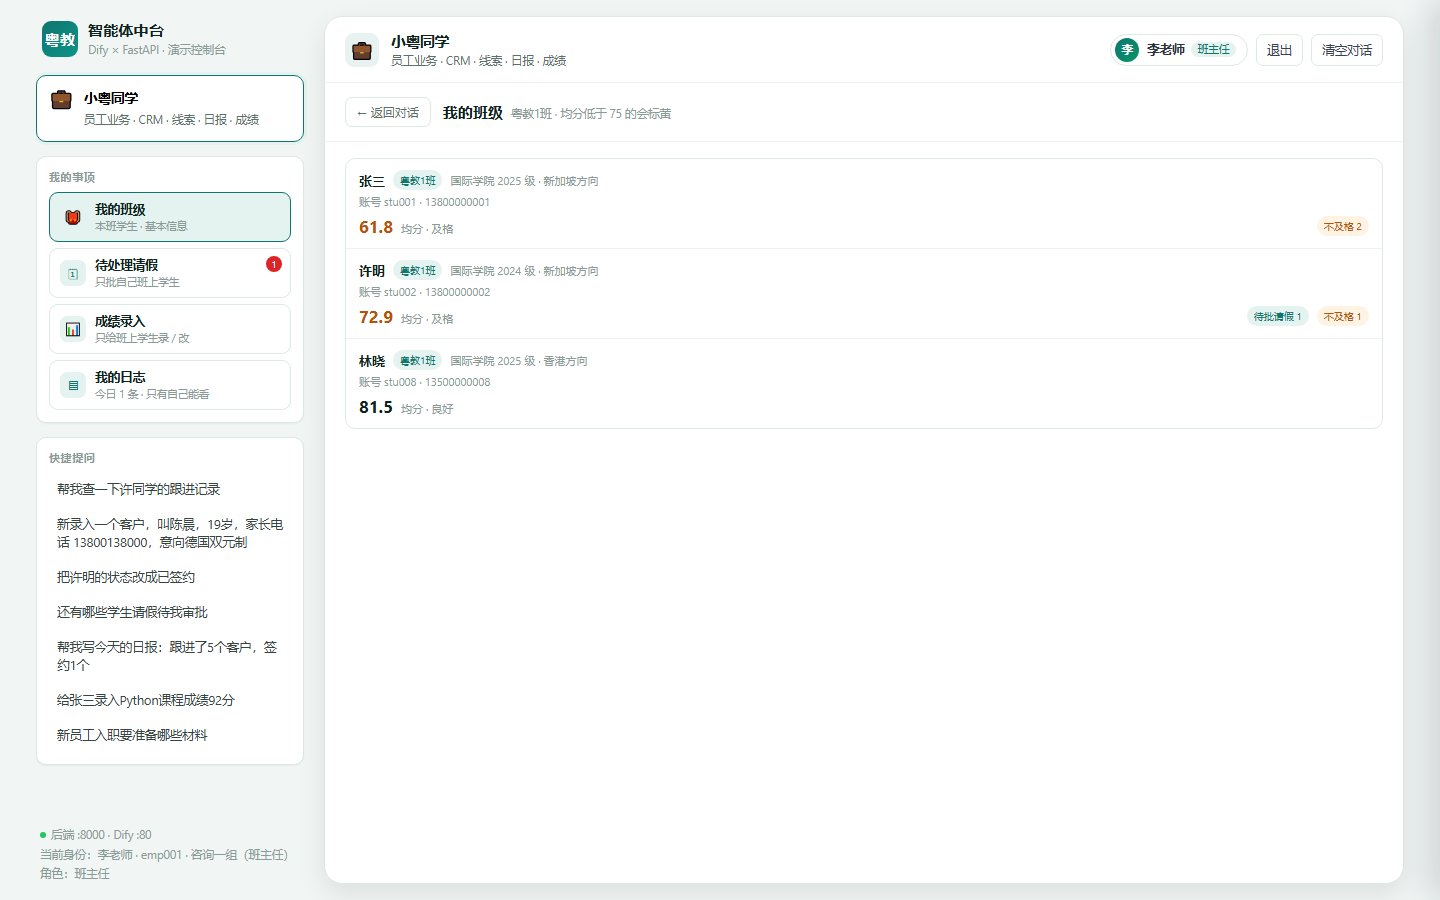 粤教
智能体中台
Dify × FastAPI · 演示控制台
小粤同学
员工业务 · CRM · 线索 · 日报 · 成绩
我的事项
我的班级
本班学生 · 基本信息
待处理请假
只批自己班上学生
1
成绩录入
只给班上学生录 / 改
我的日志
今日 1 条 · 只有自己能看
快捷提问
帮我查一下许同学的跟进记录
新录入一个客户，叫陈晨，19岁，家长电
话 13800138000，意向德国双元制
把许明的状态改成已签约
还有哪些学生请假待我审批
帮我写今天的日报：跟进了5个客户，签
约1个
给张三录入Python课程成绩92分
新员工入职要准备哪些材料
后端 :8000 · Dify :80
当前身份：李老师 · emp001 · 咨询一组（班主任）
角色：班主任
小粤同学
员工业务 · CRM · 线索 · 日报 · 成绩
李 李老师 班主任
退出
清空对话
← 返回对话
我的班级 粤教1班 · 均分低于 75 的会标黄
张三 粤教1班 国际学院 2025 级 · 新加坡方向
账号 stu001 · 13800000001
61.8 均分 · 及格
不及格 2
许明 粤教1班 国际学院 2024 级 · 新加坡方向
账号 stu002 · 13800000002
72.9 均分 · 及格
待批请假 1 不及格 1
林晓 粤教1班 国际学院 2025 级 · 香港方向
账号 stu008 · 13500000008
81.5 均分 · 良好